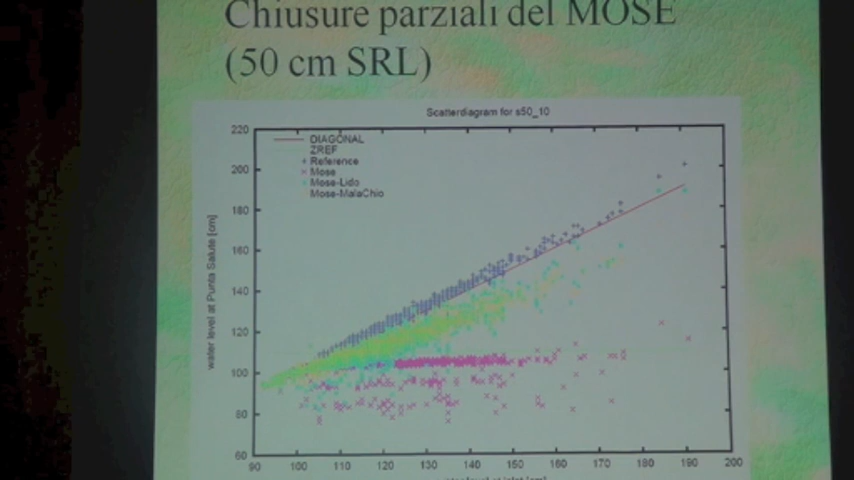 Chiusure parziali del MOSE
(50 cm SRL)
Scatterdiagram for s50_10
220
200
180
160
140
120
100
80
60
water level at Punta Salute [cm]
DIAGONAL
ZREF
Reference
Mose
Mose-Lido
Mose-MalaChio
90 100 110 120 130 140 150 160 170 180 190 200